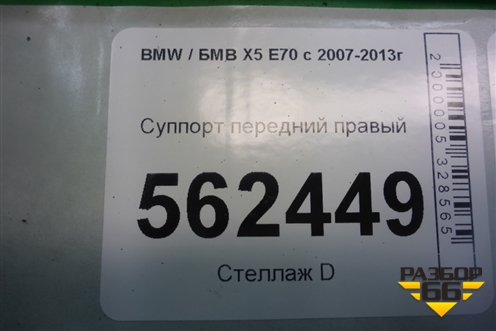 BMW / БМВ X5 E70 с 2007-2013г
Суппорт передний правый
562449
Стеллаж D
2000005328565
РАЗБОР
66